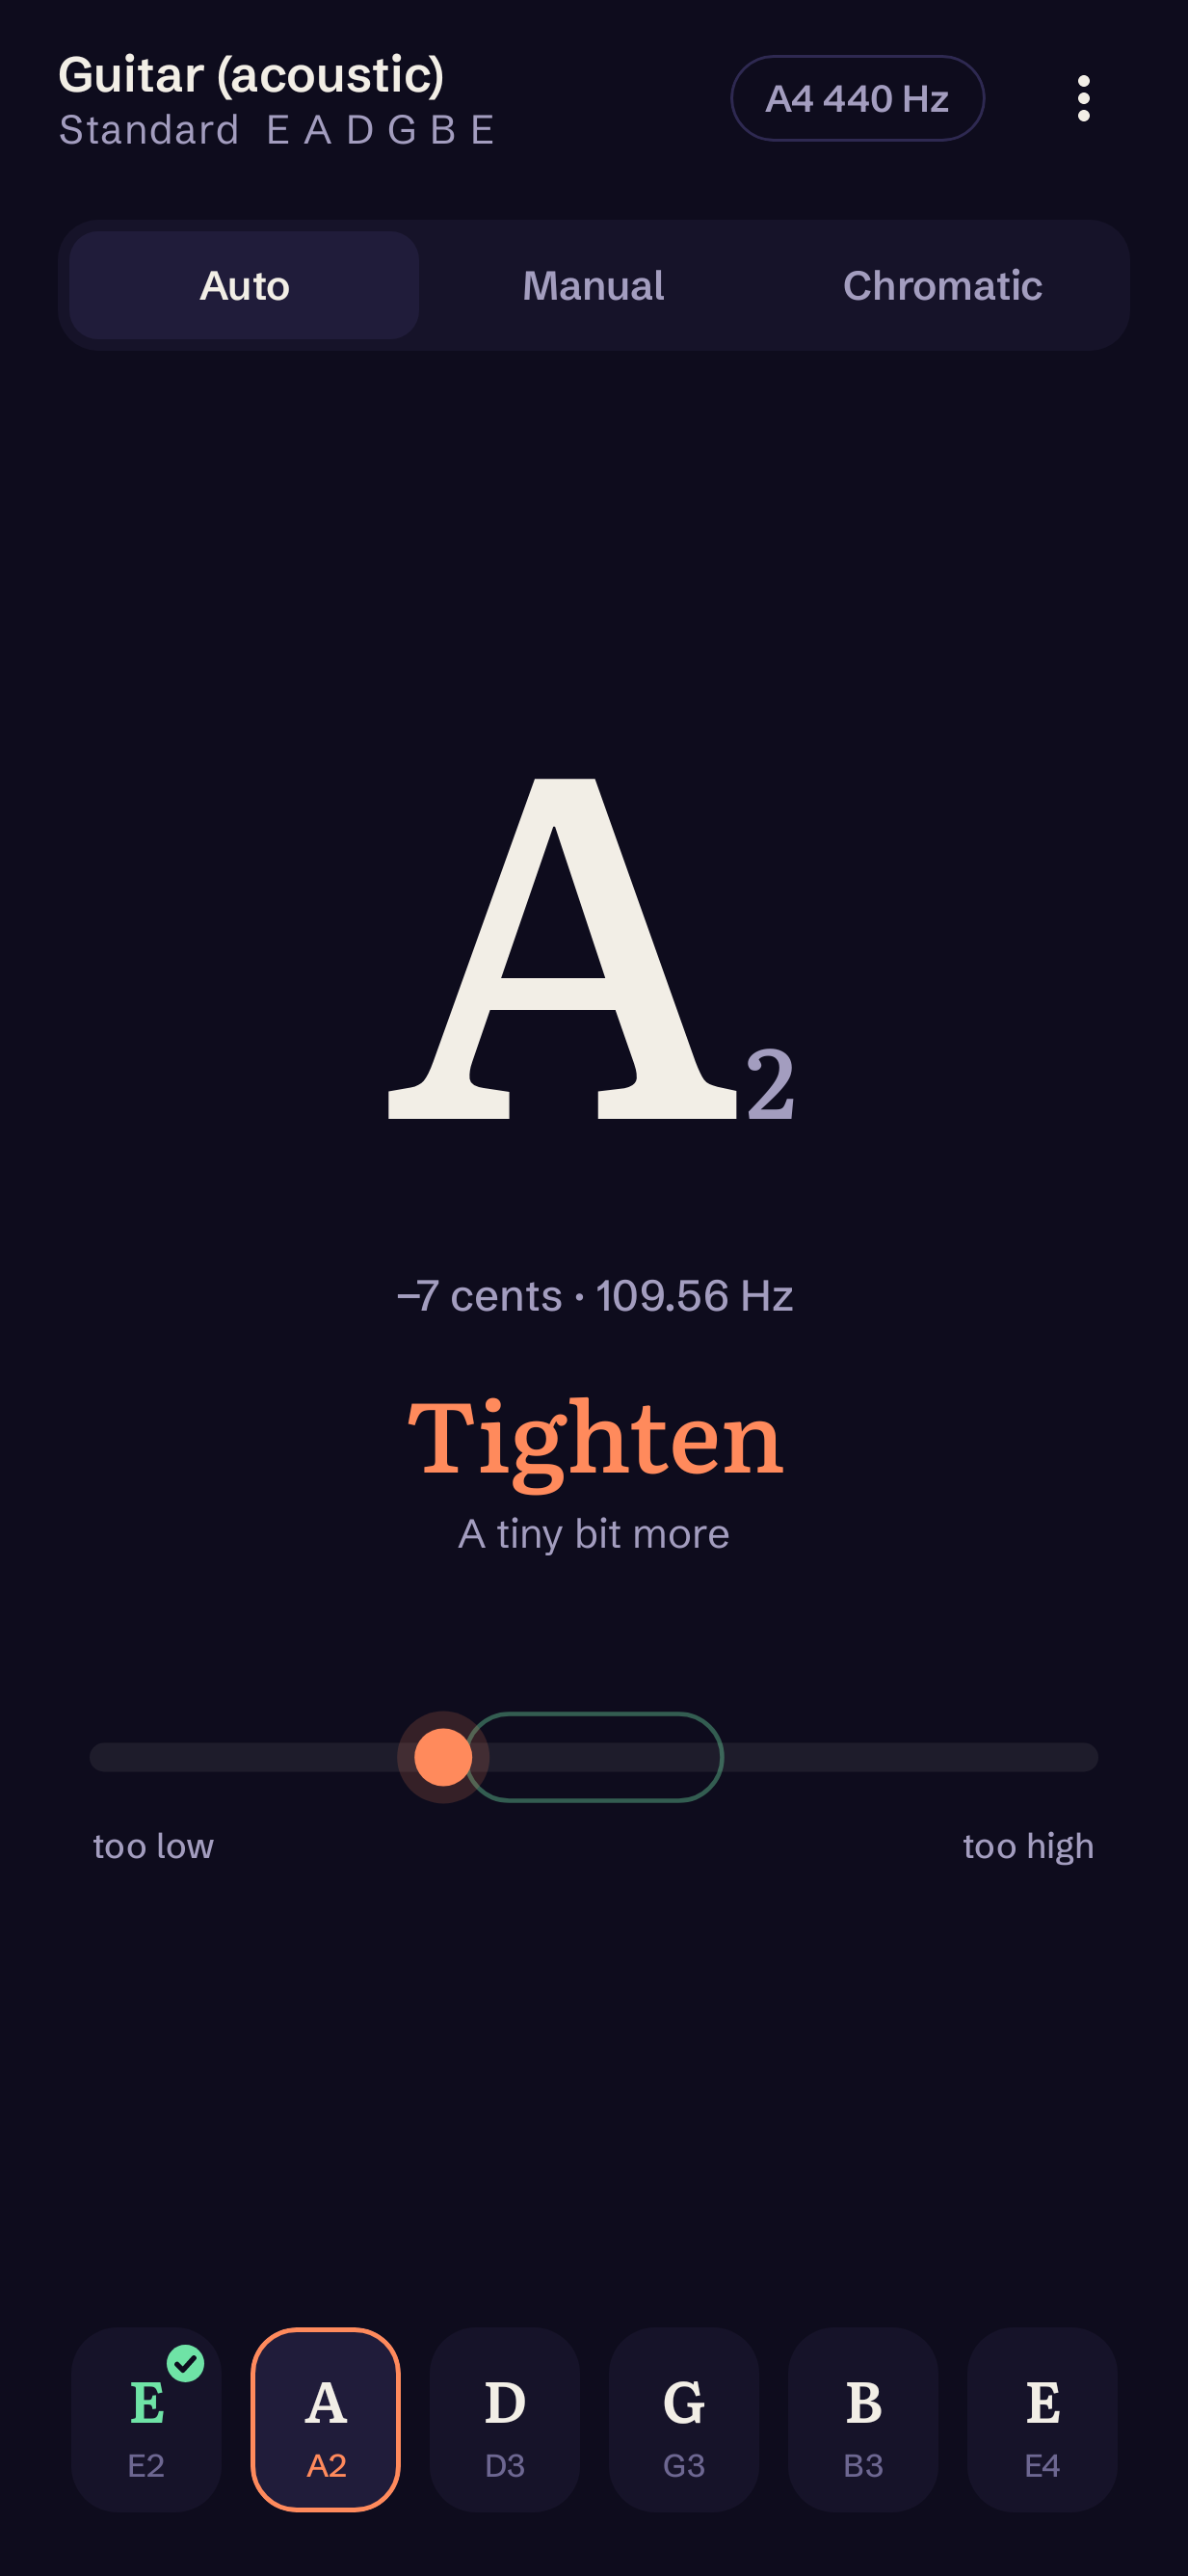 Guitar (acoustic)
Standard E A D G B E
A4 440 Hz
Auto Manual Chromatic
A2
–7 cents · 109.56 Hz
Tighten
A tiny bit more
too low too high
E A D G B E
E2 A2 D3 G3 B3 E4